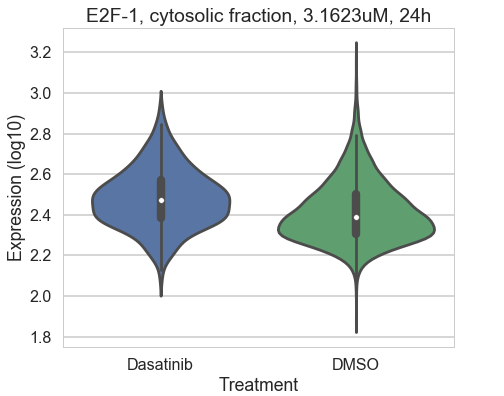 E2F-1, cytosolic fraction, 3.1623uM, 24h
Expression (log10)
3.2
3.0
2.8
2.6
2.4
2.2
2.0
1.8
Dasatinib DMSO
Treatment